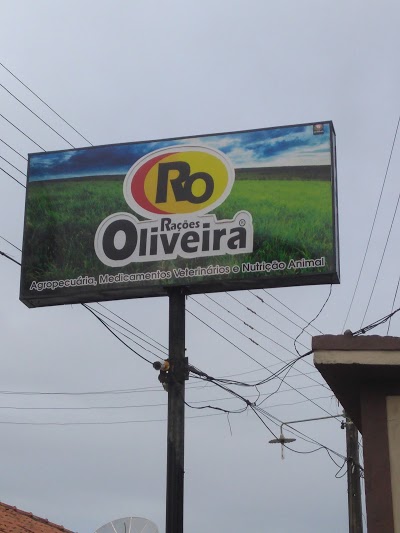 Ro
Rações
Oliveira®
Agropecuária, Medicamentos Veterinários e Nutrição Animal